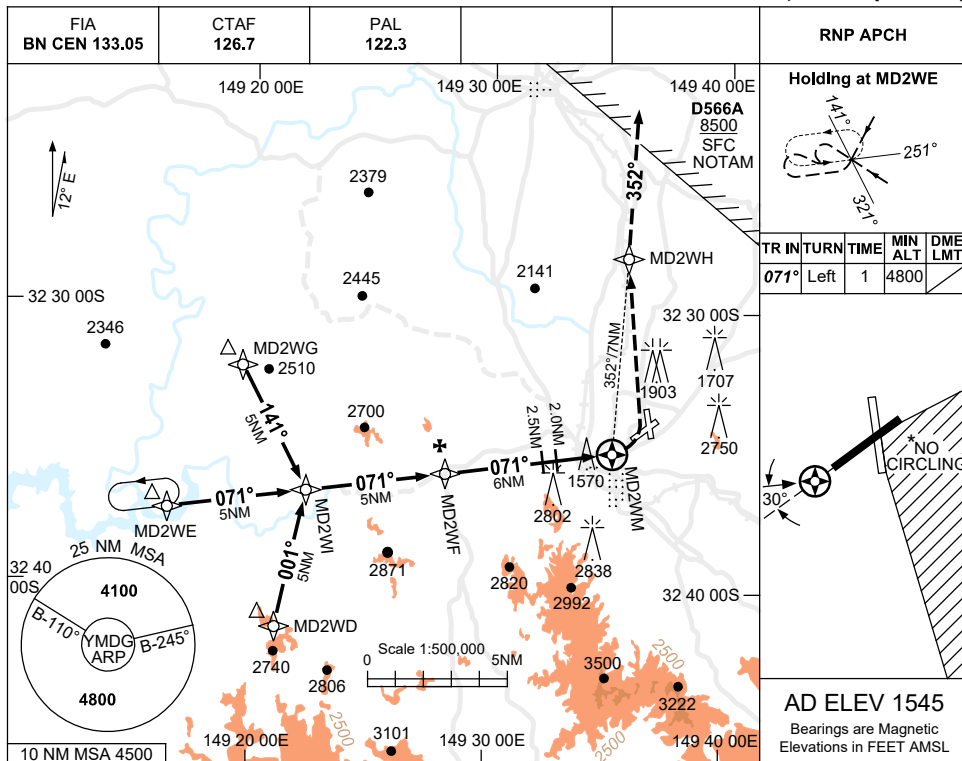 FIA
BN CEN 133.05
CTAF
126.7
PAL
122.3
RNP APCH
149 20 00E
149 30 00E
149 40 00E
D566A
8500
SFC
NOTAM
12° E
2379
352°
2445
2141
MD2WH
32 30 00S
32 30 00S
2346
MD2WG
2510
141°
5NM
352°/7NM
1903
1707
2700
2.5NM
2.0NM
2750
071°
5NM
071°
5NM
071°
6NM
1570
MD2WE
MD2WI
MD2WF
MD2WM
2802
001°
5NM
2871
2838
2820
2992
25 NM MSA
32 40
00S
32 40 00S
4100
B-110°
YMDG
ARP
B-245°
4800
MD2WD
2740
2806
Scale 1:500,000
0
5NM
2500
3500
3222
2500
2500
3101
149 20 00E
149 30 00E
149 40 00E
10 NM MSA 4500
Holding at MD2WE
141°
251°
321°
TR IN TURN TIME MIN ALT DME LMT
071° Left 1 4800
30°
*NO
CIRCLING
AD ELEV 1545
Bearings are Magnetic
Elevations in FEET AMSL